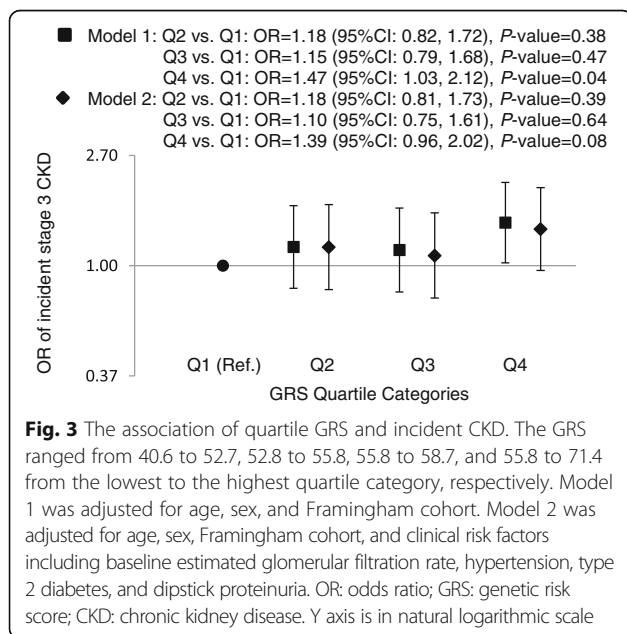 Model 1: Q2 vs. Q1: OR=1.18 (95%CI: 0.82, 1.72), P-value=0.38
Q3 vs. Q1: OR=1.15 (95%CI: 0.79, 1.68), P-value=0.47
Q4 vs. Q1: OR=1.47 (95%CI: 1.03, 2.12), P-value=0.04
Model 2: Q2 vs. Q1: OR=1.18 (95%CI: 0.81, 1.73), P-value=0.39
Q3 vs. Q1: OR=1.10 (95%CI: 0.75, 1.61), P-value=0.64
Q4 vs. Q1: OR=1.39 (95%CI: 0.96, 2.02), P-value=0.08
OR of incident stage 3 CKD
2.70
1.00
0.37
Q1 (Ref.) Q2 Q3 Q4
GRS Quartile Categories
Fig. 3 The association of quartile GRS and incident CKD. The GRS
ranged from 40.6 to 52.7, 52.8 to 55.8, 55.8 to 58.7, and 55.8 to 71.4
from the lowest to the highest quartile category, respectively. Model
1 was adjusted for age, sex, and Framingham cohort. Model 2 was
adjusted for age, sex, Framingham cohort, and clinical risk factors
including baseline estimated glomerular filtration rate, hypertension, type
2 diabetes, and dipstick proteinuria. OR: odds ratio; GRS: genetic risk
score; CKD: chronic kidney disease. Y axis is in natural logarithmic scale